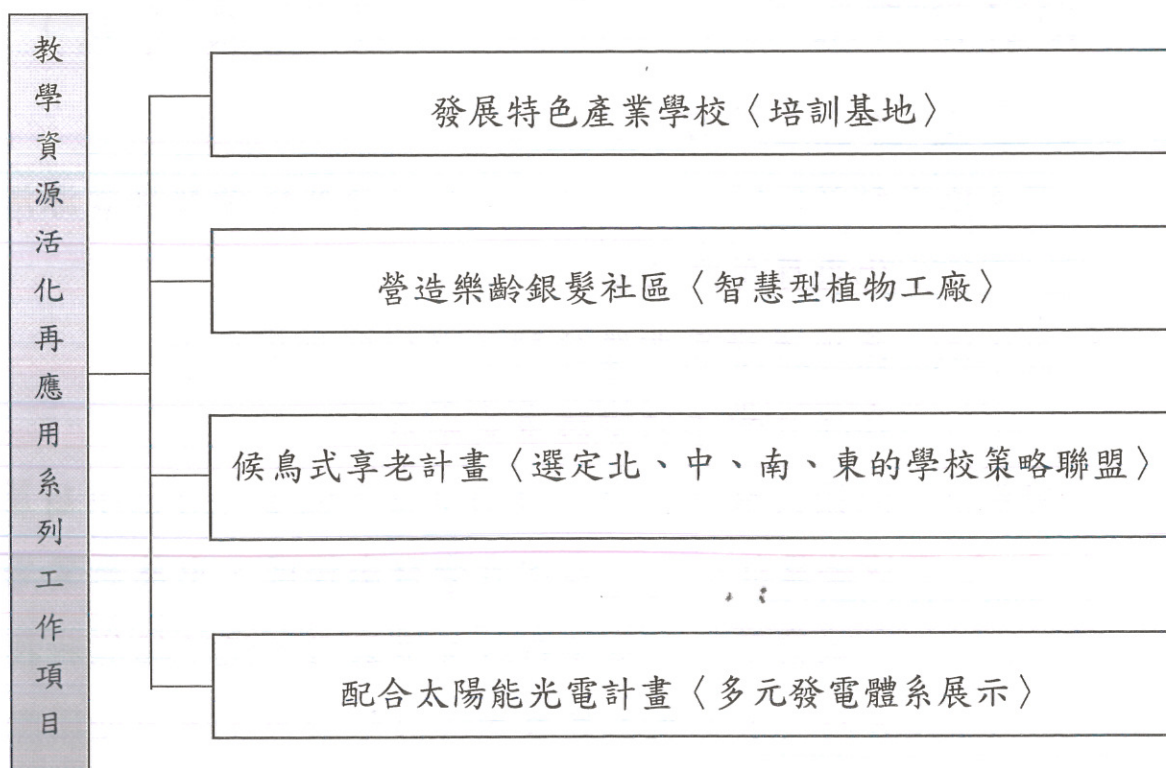 教學資源活化再應用系列工作項目
發展特色產業學校〈培訓基地〉
營造樂齡銀髮社區〈智慧型植物工廠〉
候鳥式享老計畫〈選定北、中、南、東的學校策略聯盟〉
配合太陽能光電計畫〈多元發電體系展示〉